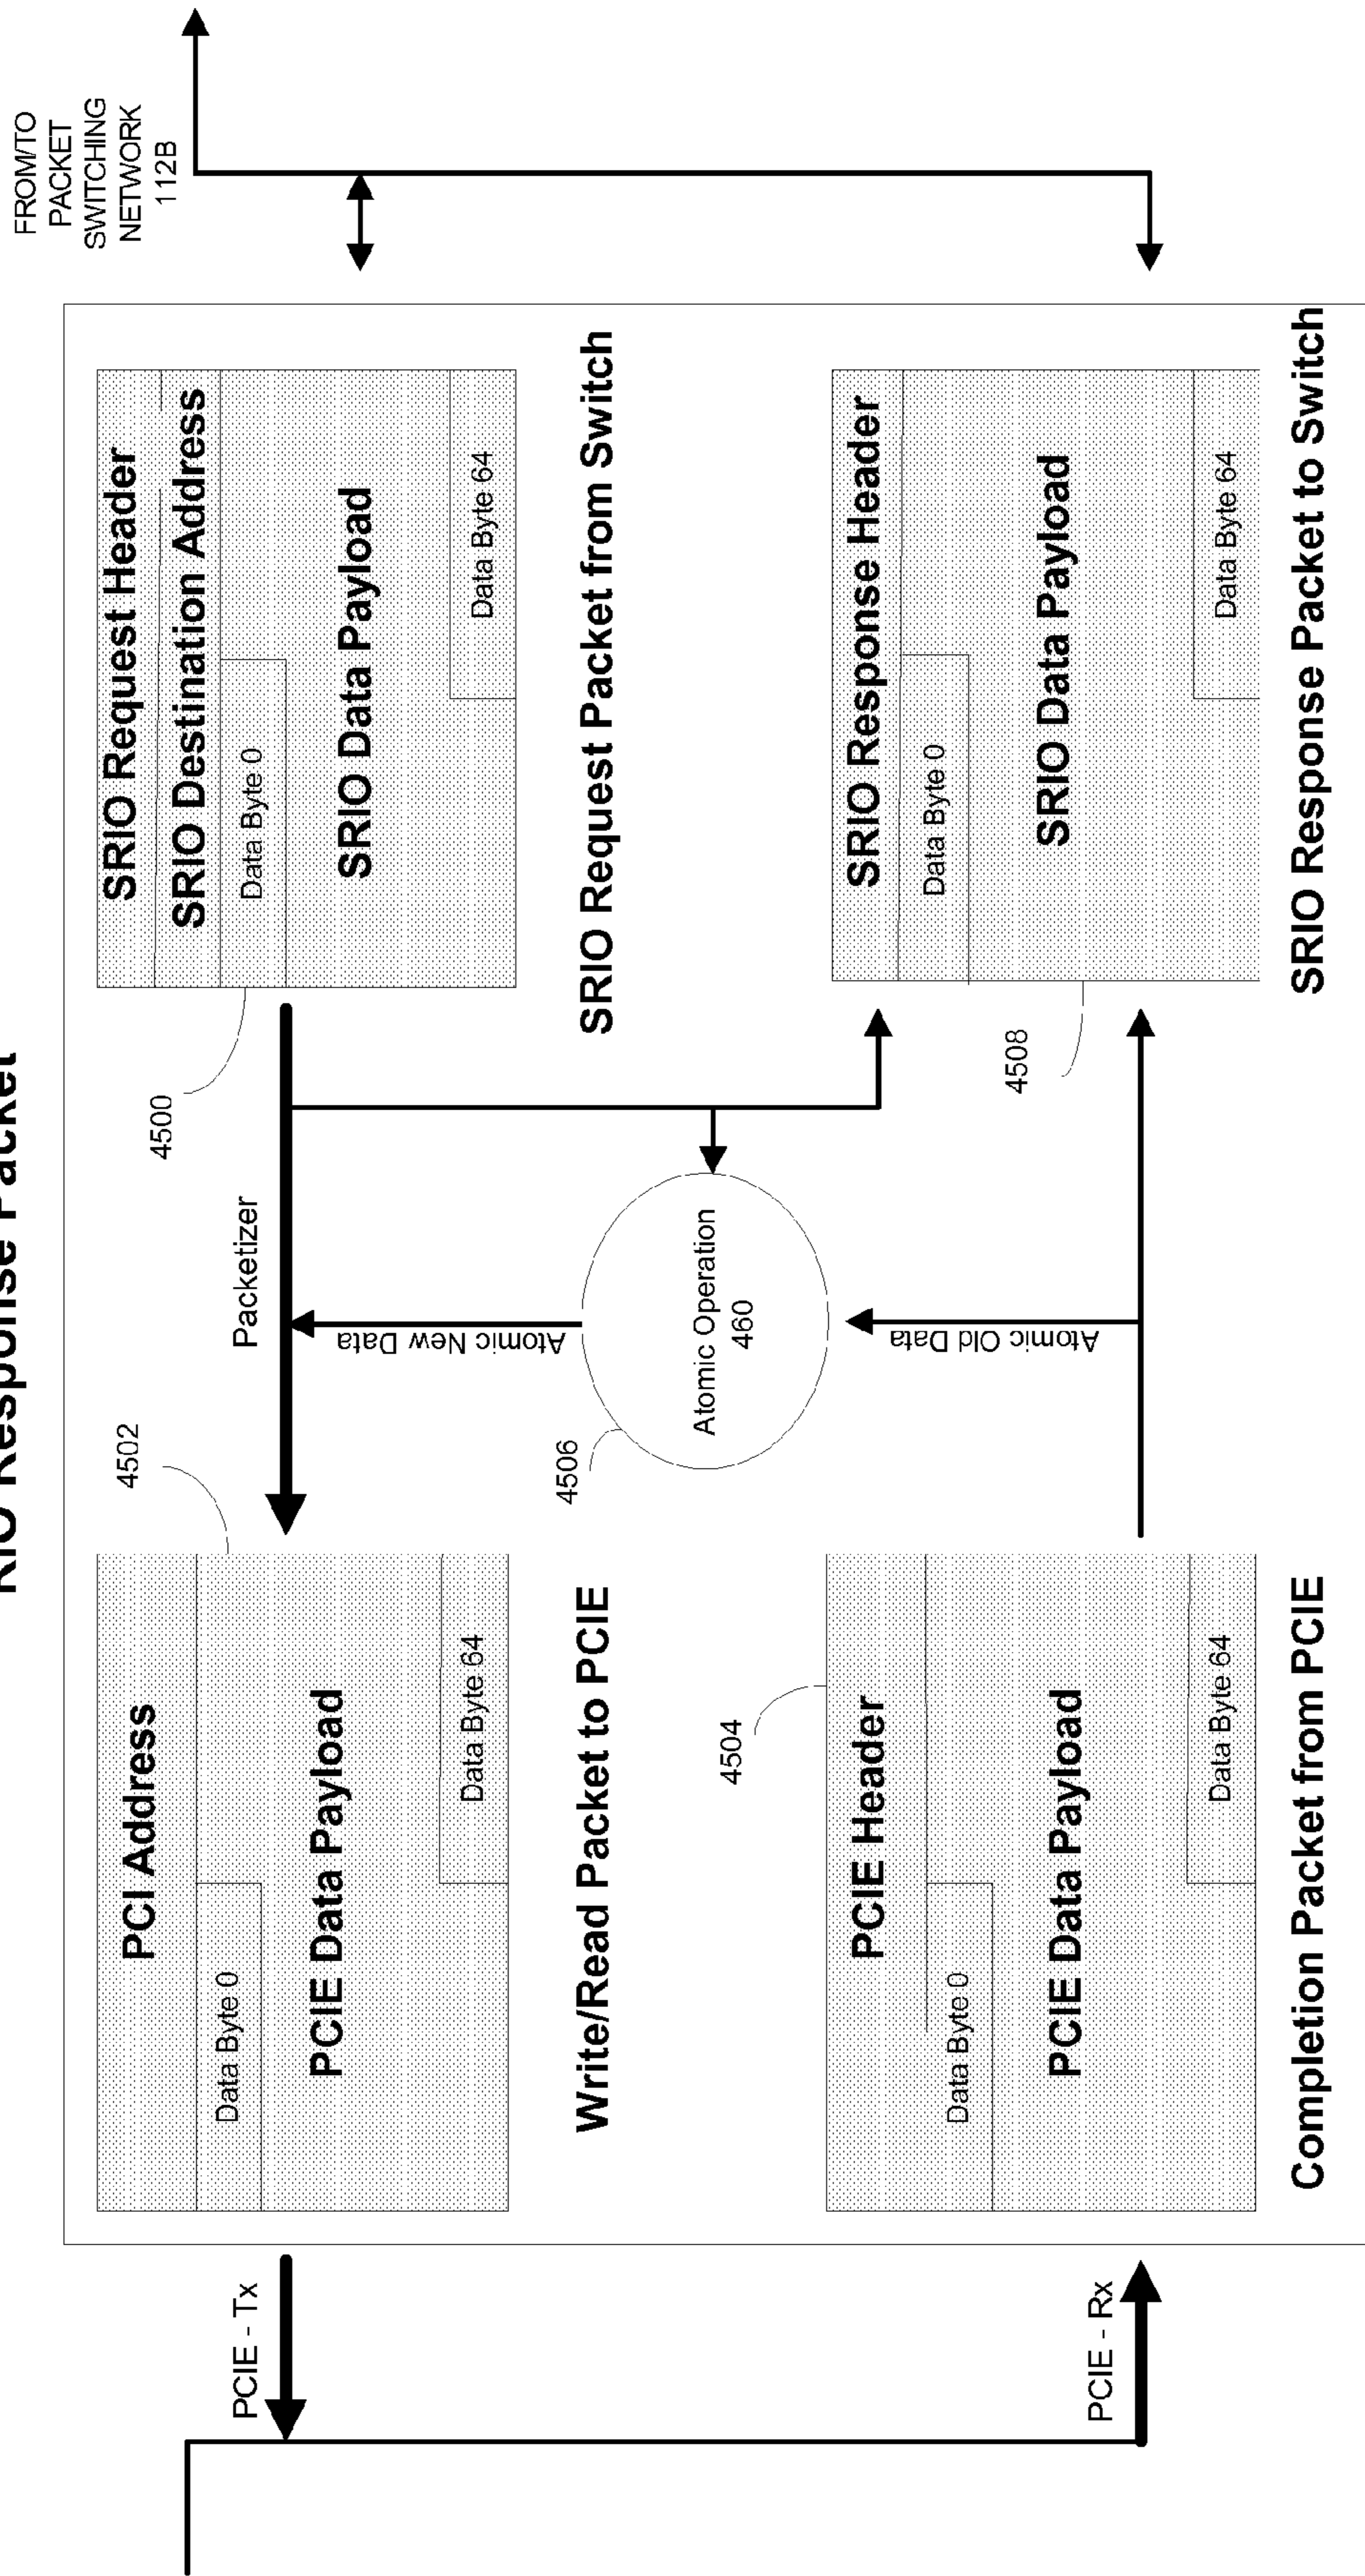 RIO Response Packet
FROM/TO
PACKET
SWITCHING
NETWORK
112B
PCIE - Tx
PCI Address
Data Byte 0
PCIE Data Payload
Data Byte 64
Write/Read Packet to PCIE
4502
Packetizer
4500
SRIO Request Header
SRIO Destination Address
Data Byte 0
SRIO Data Payload
Data Byte 64
SRIO Request Packet from Switch
Atomic New Data
4506
Atomic Operation
460
Atomic Old Data
4504
PCIE Header
Data Byte 0
PCIE Data Payload
Data Byte 64
Completion Packet from PCIE
PCIE - Rx
4508
SRIO Response Header
Data Byte 0
SRIO Data Payload
Data Byte 64
SRIO Response Packet to Switch